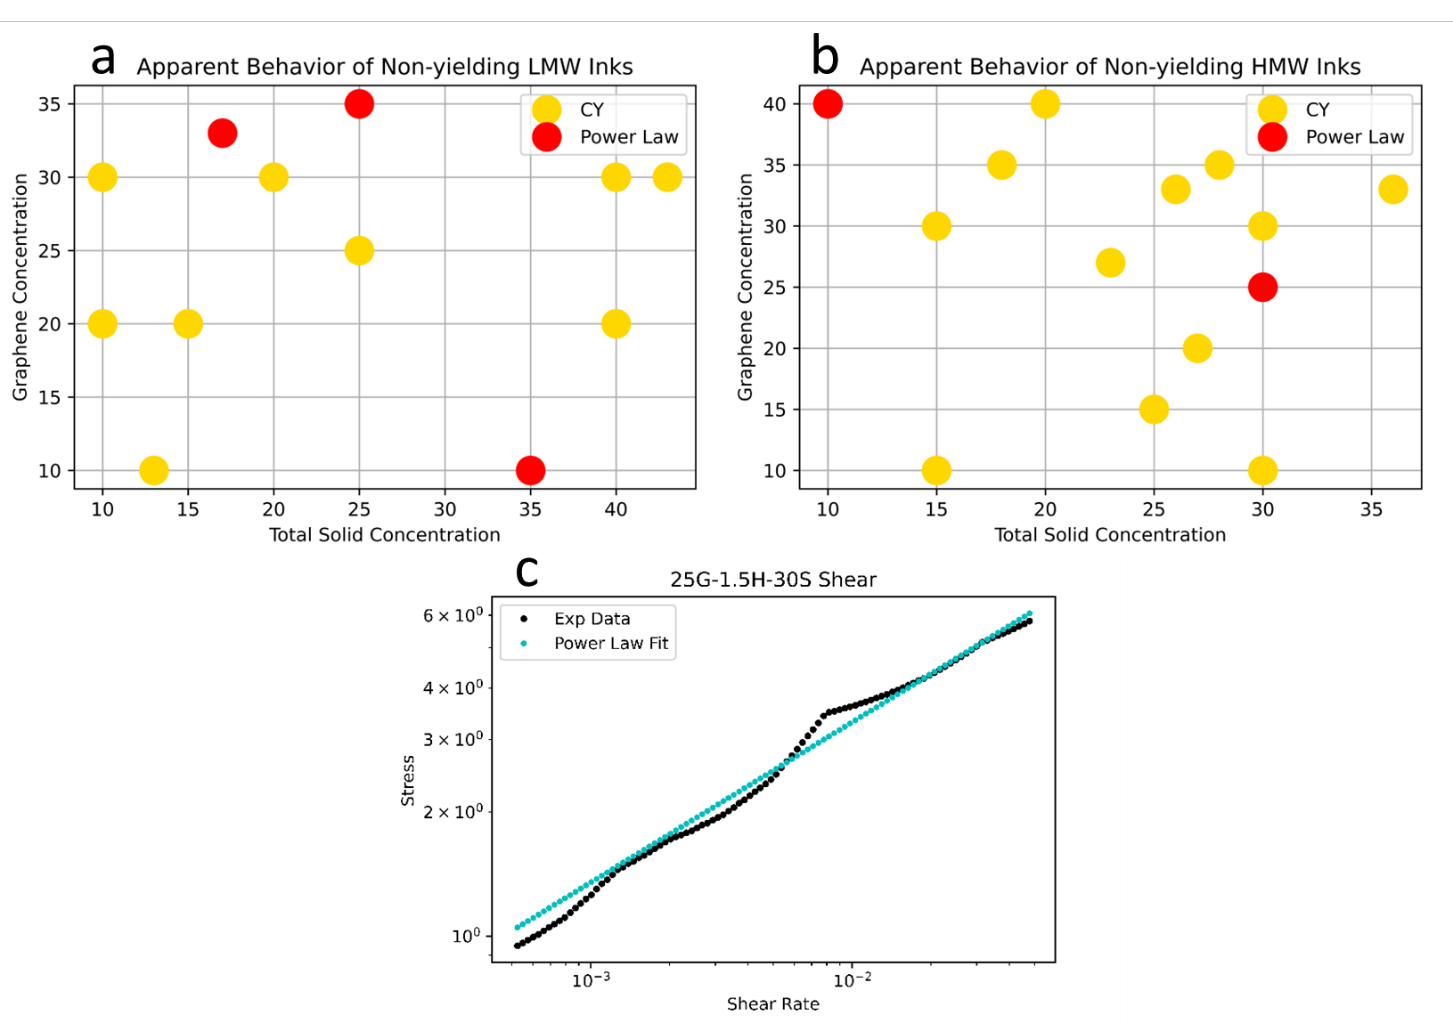 a
Apparent Behavior of Non-yielding LMW Inks
CY
Power Law
35
30
25
20
15
10
Graphene Concentration
10 15 20 25 30 35 40
Total Solid Concentration
b
Apparent Behavior of Non-yielding HMW Inks
CY
Power Law
40
35
30
25
20
15
10
Graphene Concentration
10 15 20 25 30 35
Total Solid Concentration
c
25G-1.5H-30S Shear
Exp Data
Power Law Fit
6 × 10⁰
4 × 10⁰
3 × 10⁰
2 × 10⁰
10⁰
Stress
10⁻³ 10⁻²
Shear Rate